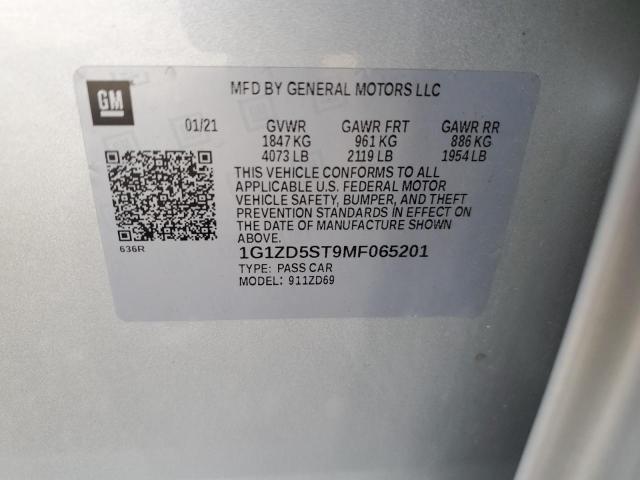 GM
MFD BY GENERAL MOTORS LLC
01/21 GVWR GAWR FRT GAWR RR
1847 KG 961 KG 886 KG
4073 LB 2119 LB 1954 LB
THIS VEHICLE CONFORMS TO ALL
APPLICABLE U.S. FEDERAL MOTOR
VEHICLE SAFETY, BUMPER, AND THEFT
PREVENTION STANDARDS IN EFFECT ON
THE DATE OF MANUFACTURE SHOWN
ABOVE.
636R
1G1ZD5ST9MF065201
TYPE: PASS CAR
MODEL: 911ZD69